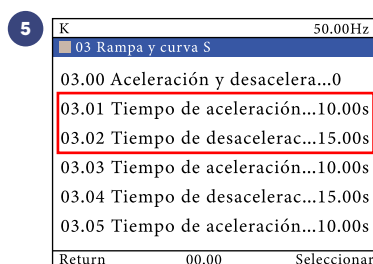 5
K 50.00Hz
03 Rampa y curva S
03.00 Aceleración y desacelera...0
03.01 Tiempo de aceleración...10.00s
03.02 Tiempo de desacelerac...15.00s
03.03 Tiempo de aceleración...10.00s
03.04 Tiempo de desacelerac...15.00s
03.05 Tiempo de aceleración...10.00s
Return 00.00 Seleccionar